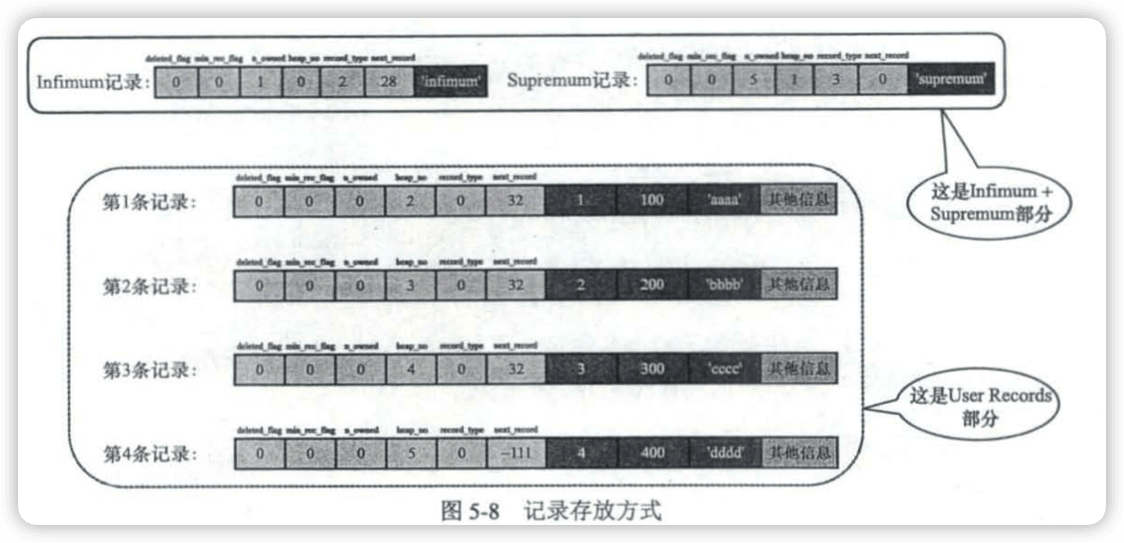 deleted_flag min_rec_flag n_owned heap_no record_type next_record
Infimum记录: 0 0 1 0 2 28 'infimum'
deleted_flag min_rec_flag n_owned heap_no record_type next_record
Supremum记录: 0 0 5 1 3 0 'supremum'
这是Infimum +
Supremum部分
deleted_flag min_rec_flag n_owned heap_no record_type next_record
第1条记录: 0 0 0 2 0 32 1 100 'aaaa' 其他信息
deleted_flag min_rec_flag n_owned heap_no record_type next_record
第2条记录: 0 0 0 3 0 32 2 200 'bbbb' 其他信息
deleted_flag min_rec_flag n_owned heap_no record_type next_record
第3条记录: 0 0 0 4 0 32 3 300 'cccc' 其他信息
这是User Records
部分
deleted_flag min_rec_flag n_owned heap_no record_type next_record
第4条记录: 0 0 0 5 0 -111 4 400 'dddd' 其他信息
图 5-8 记录存放方式